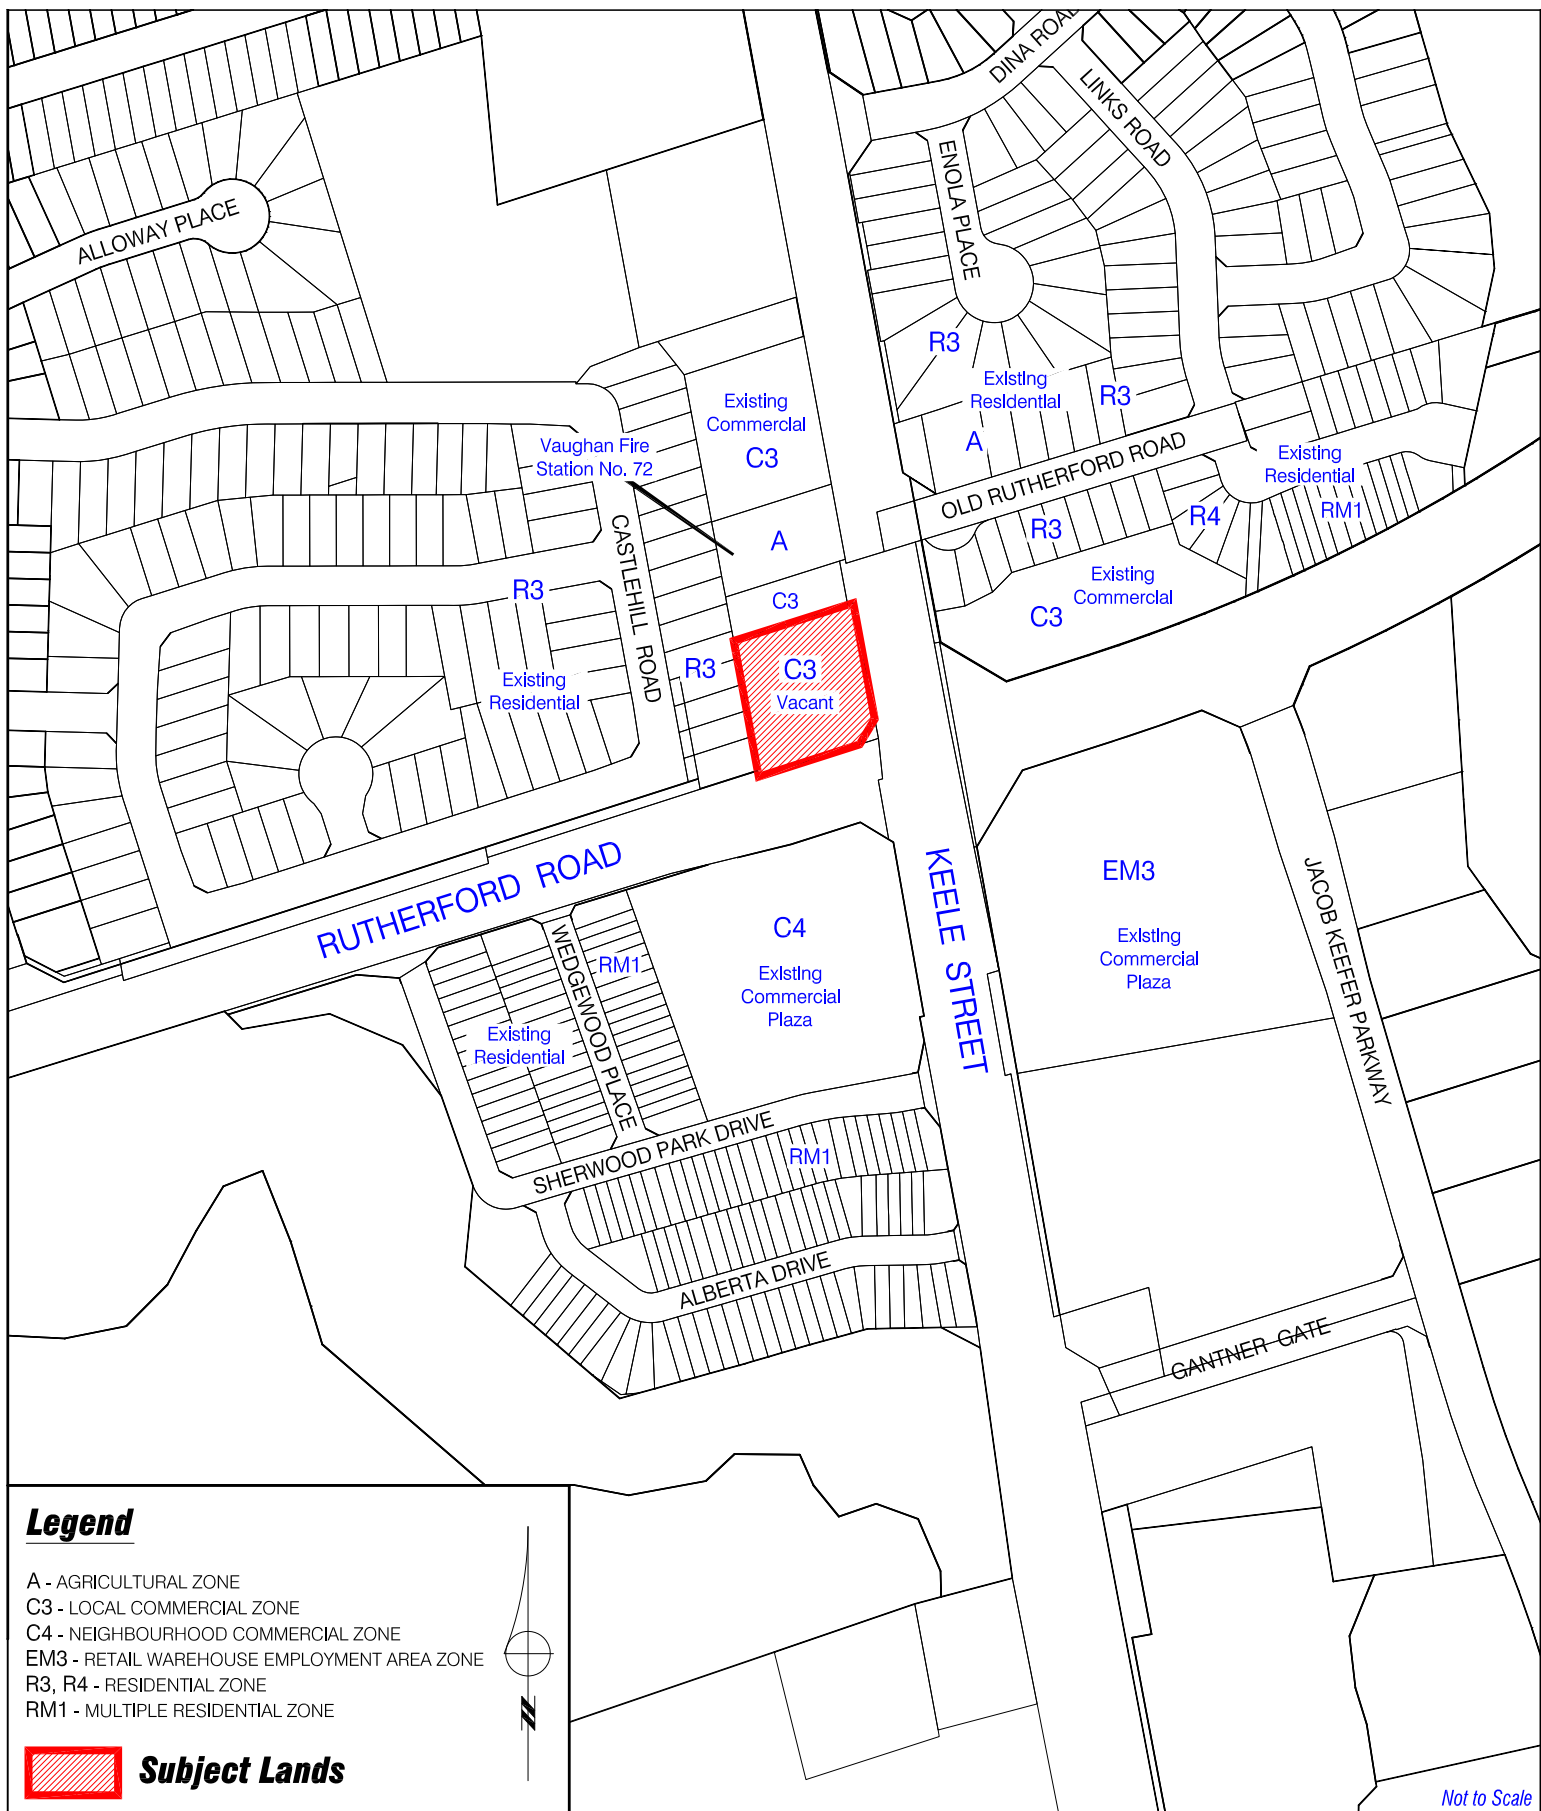 DINA ROAD
LINKS ROAD
ENOLA PLACE
ALLOWAY PLACE
R3
Existing
Residential
R3
A
Existing
Commercial
C3
Vaughan Fire
Station No. 72
OLD RUTHERFORD ROAD
Existing
Residential
RM1
R4
R3
A
CASTLEHILL ROAD
R3
C3
Existing
Commercial
C3
R3
C3
Vacant
Existing
Residential
RUTHERFORD ROAD
KEELE STREET
EM3
Existing
Commercial
Plaza
JACOB KEEFER PARKWAY
C4
Existing
Commercial
Plaza
WEDGEWOOD PLACE
RM1
Existing
Residential
SHERWOOD PARK DRIVE
RM1
ALBERTA DRIVE
GANTNER GATE
Legend
A - AGRICULTURAL ZONE
C3 - LOCAL COMMERCIAL ZONE
C4 - NEIGHBOURHOOD COMMERCIAL ZONE
EM3 - RETAIL WAREHOUSE EMPLOYMENT AREA ZONE
R3, R4 - RESIDENTIAL ZONE
RM1 - MULTIPLE RESIDENTIAL ZONE
N
Subject Lands
Not to Scale